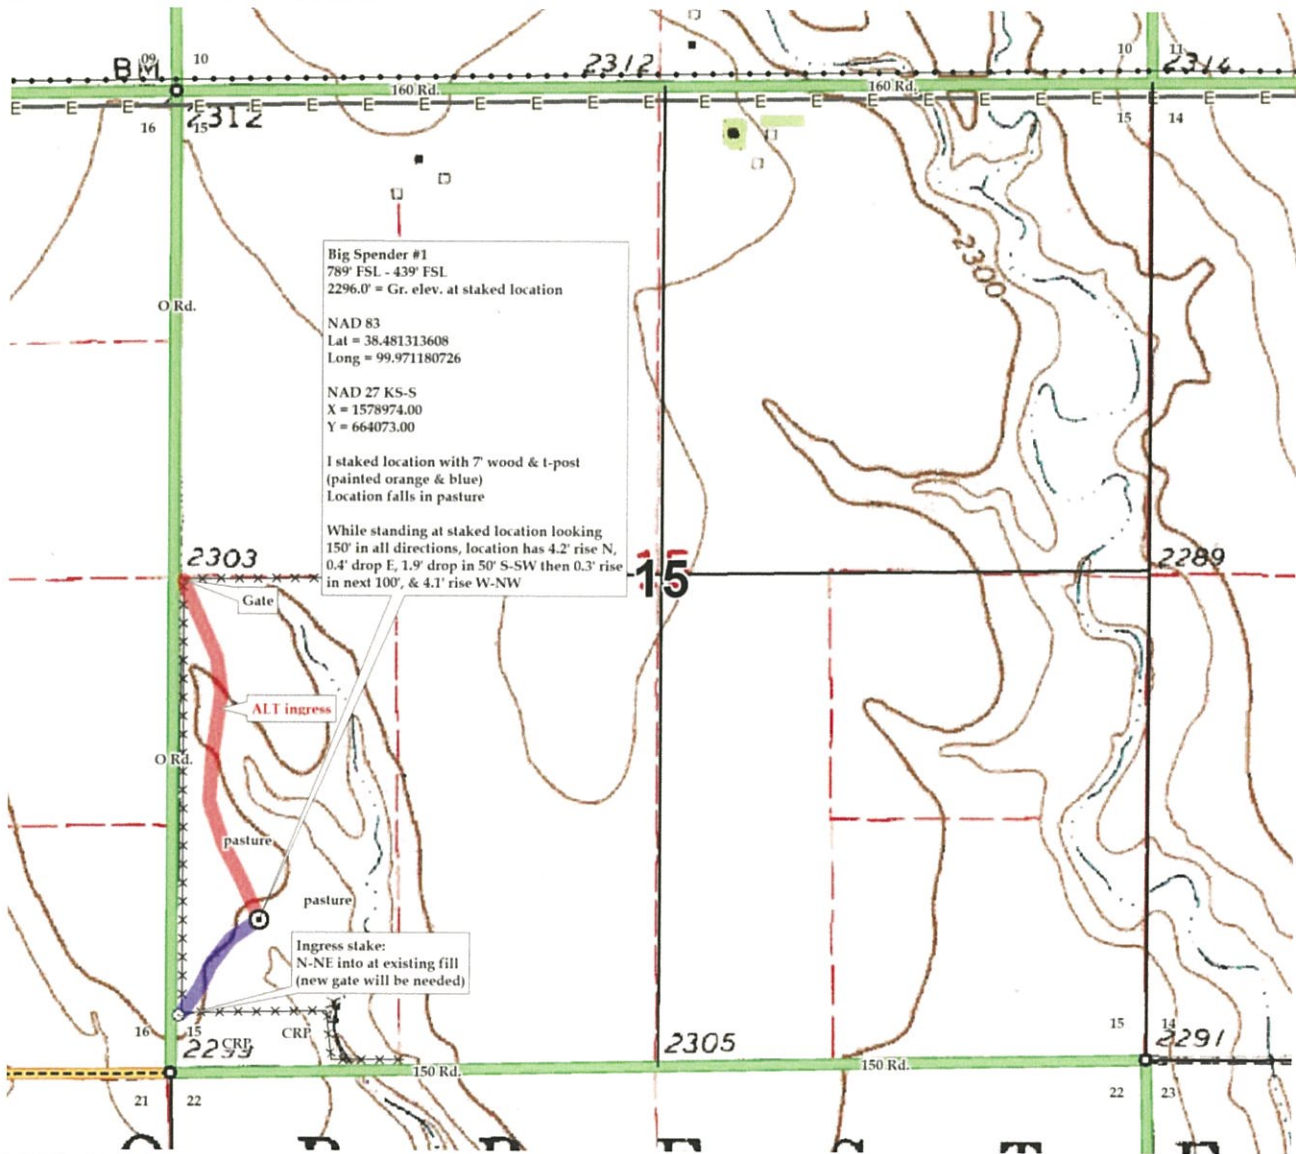 09 10
BM
2312
10 11
2314
160 Rd.
160 Rd.
E E E E E E E E E E E E E E E E E E E E E E E
16 15
2312
15 14
2300
Big Spender #1
789' FSL - 439' FSL
2296.0' = Gr. elev. at staked location
NAD 83
Lat = 38.481313608
Long = 99.971180726
NAD 27 KS-S
X = 1578974.00
Y = 664073.00
I staked location with 7' wood & t-post
(painted orange & blue)
Location falls in pasture
While standing at staked location looking
150' in all directions, location has 4.2' rise N,
0.4' drop E, 1.9' drop in 50' S-SW then 0.3' rise
in next 100', & 4.1' rise W-NW
O Rd.
2303
15
2289
Gate
ALT ingress
O Rd.
pasture
pasture
Ingress stake:
N-NE into at existing fill
(new gate will be needed)
16 15
CRP
CRP
2305
15 14
2291
150 Rd.
150 Rd.
21 22
22 23